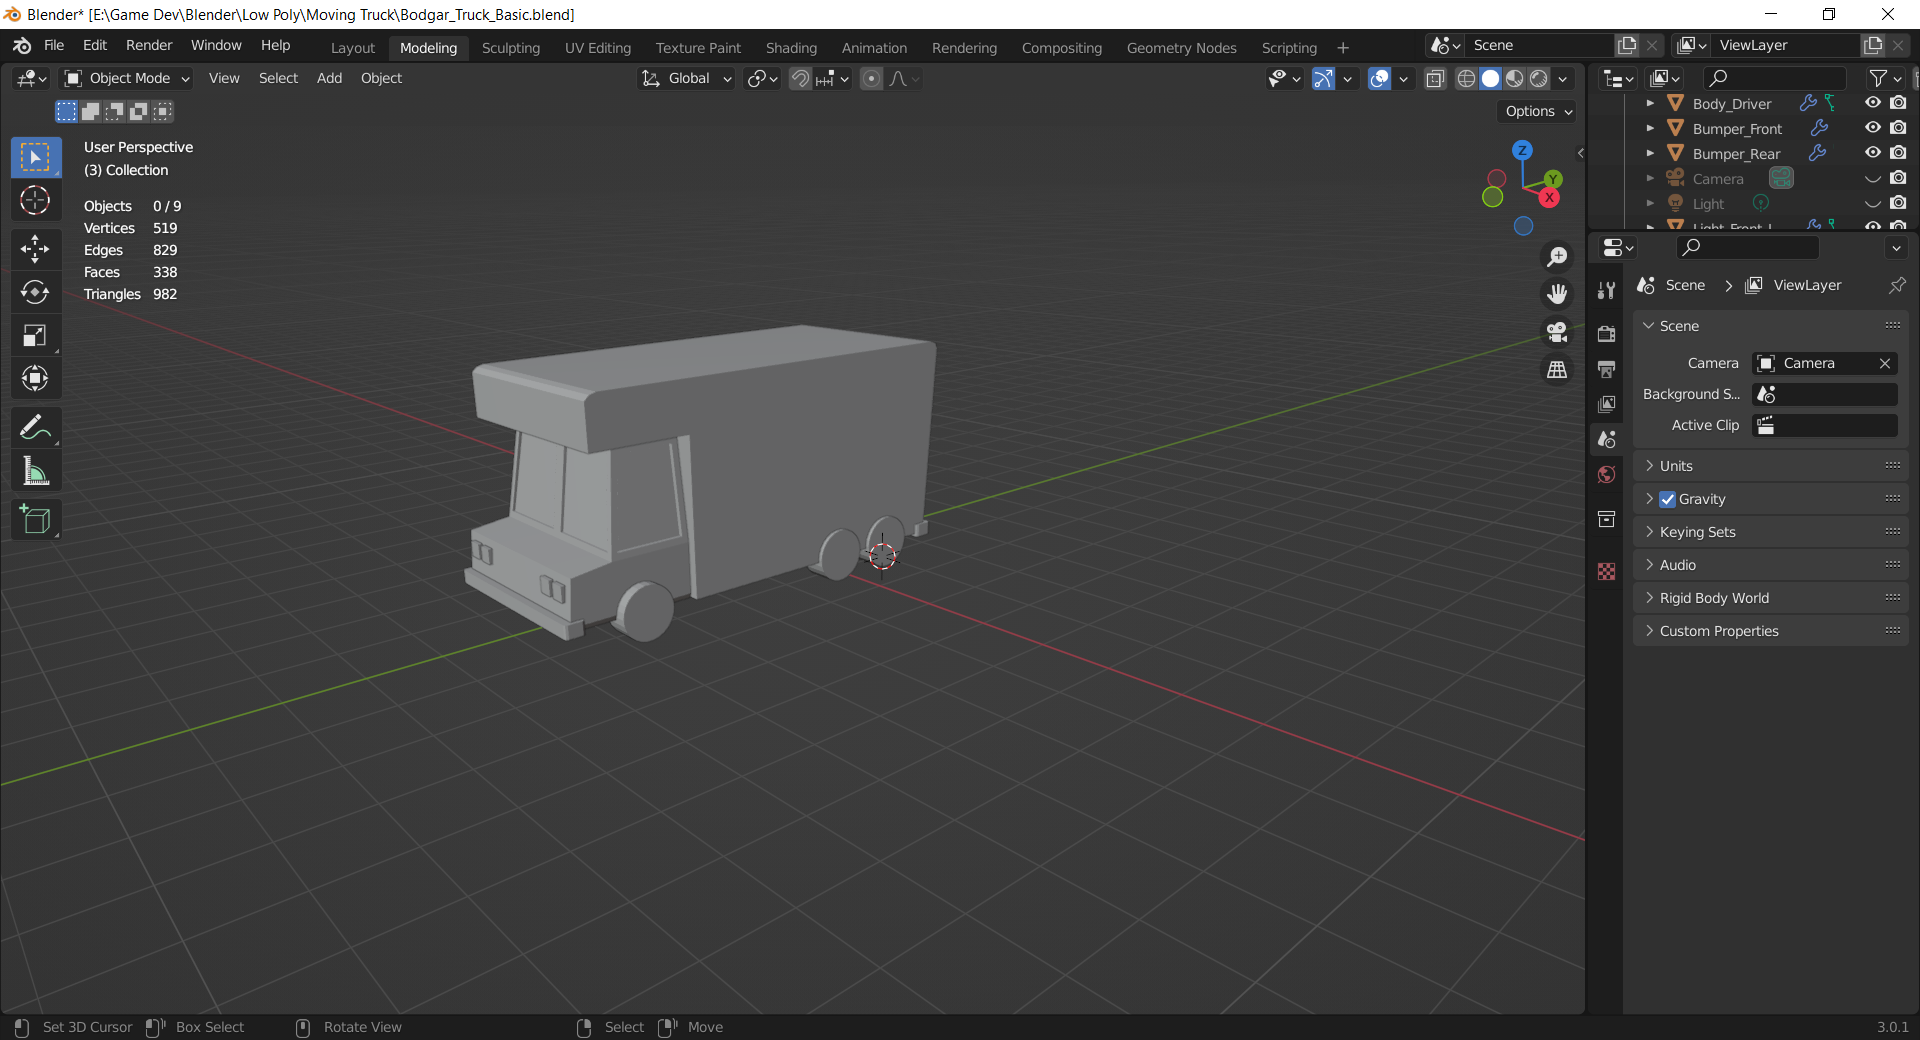 Blender* [E:\Game Dev\Blender\Low Poly\Moving Truck\Bodgar_Truck_Basic.blend]
File Edit Render Window Help Layout Modeling Sculpting UV Editing Texture Paint Shading Animation Rendering Compositing Geometry Nodes Scripting + Scene ViewLayer
Object Mode View Select Add Object Global
Options
User Perspective
(3) Collection
Objects 0 / 9
Vertices 519
Edges 829
Faces 338
Triangles 982
Z
Y
X
Body_Driver
Bumper_Front
Bumper_Rear
Camera
Light
Light_Front_L
Scene > ViewLayer
Scene
Camera Camera
Background S...
Active Clip
Units
Gravity
Keying Sets
Audio
Rigid Body World
Custom Properties
Set 3D Cursor Box Select Rotate View Select Move 3.0.1